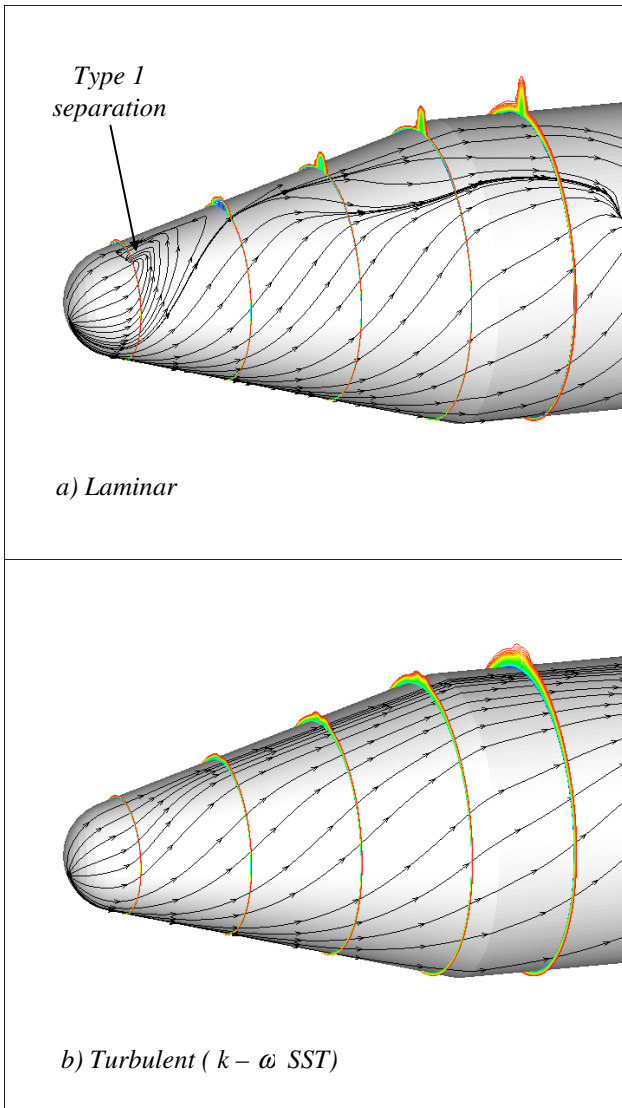 Type 1
separation
a) Laminar
b) Turbulent ( k – ω SST)